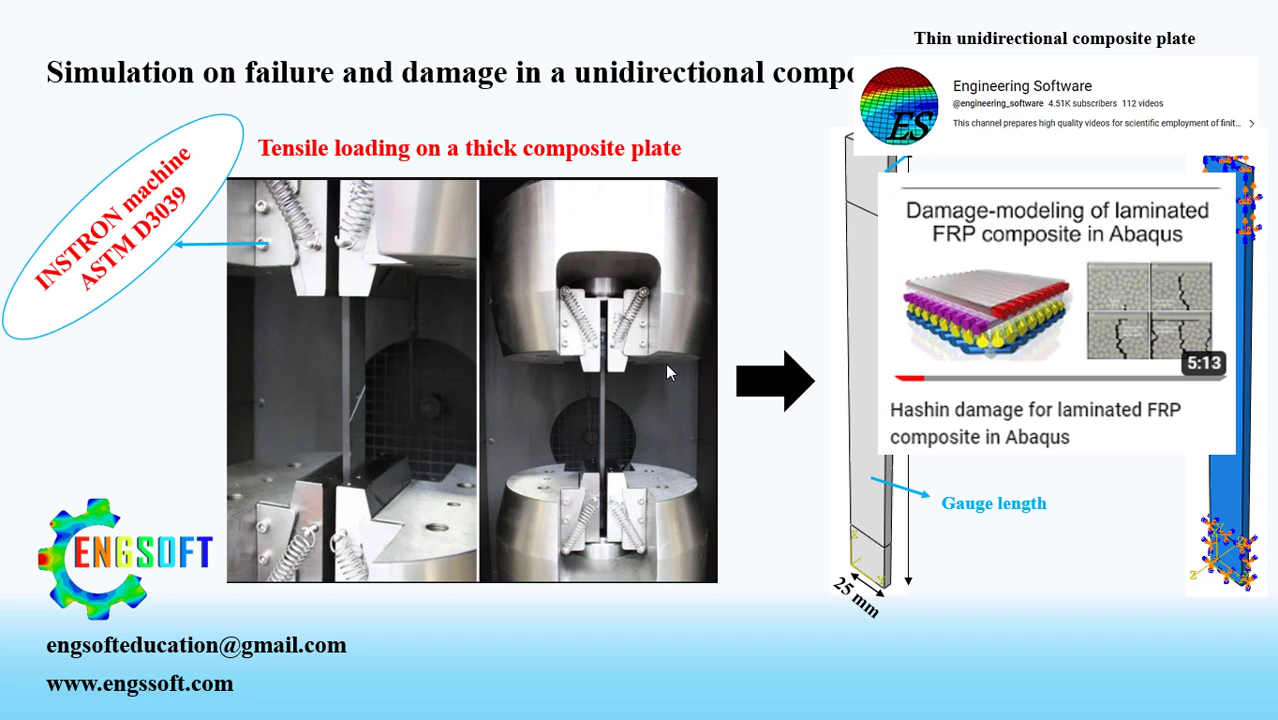 Thin unidirectional composite plate
Simulation on failure and damage in a unidirectional compo
Engineering Software
@engineering_software 4.51K subscribers 112 videos
This channel prepares high quality videos for scientific employment of finit...
ES
INSTRON machine
ASTM D3039
Tensile loading on a thick composite plate
Damage-modeling of laminated
FRP composite in Abaqus
5:13
Hashin damage for laminated FRP
composite in Abaqus
Gauge length
25 mm
ENGSOFT
engsofteducation@gmail.com
www.engssoft.com